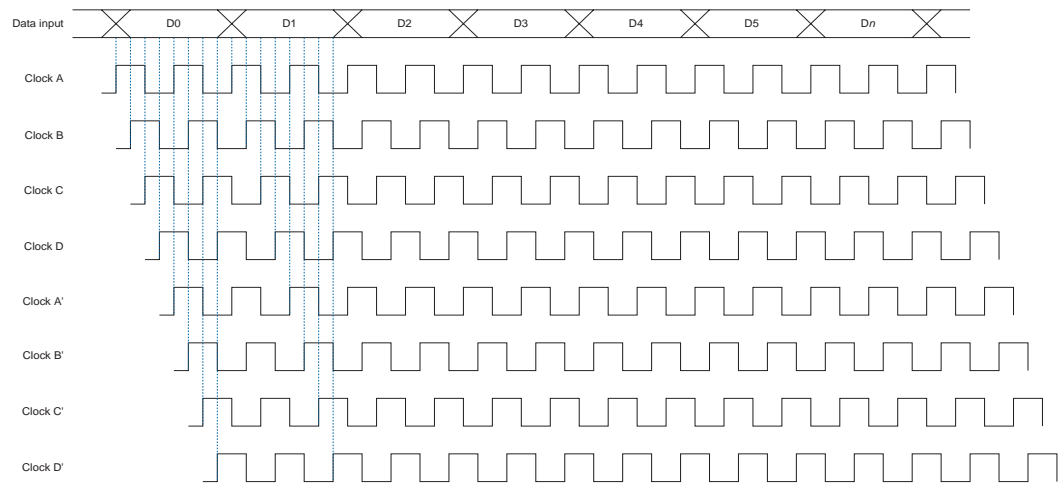 Data input D0 D1 D2 D3 D4 D5 Dn
Clock A
Clock B
Clock C
Clock D
Clock A'
Clock B'
Clock C'
Clock D'